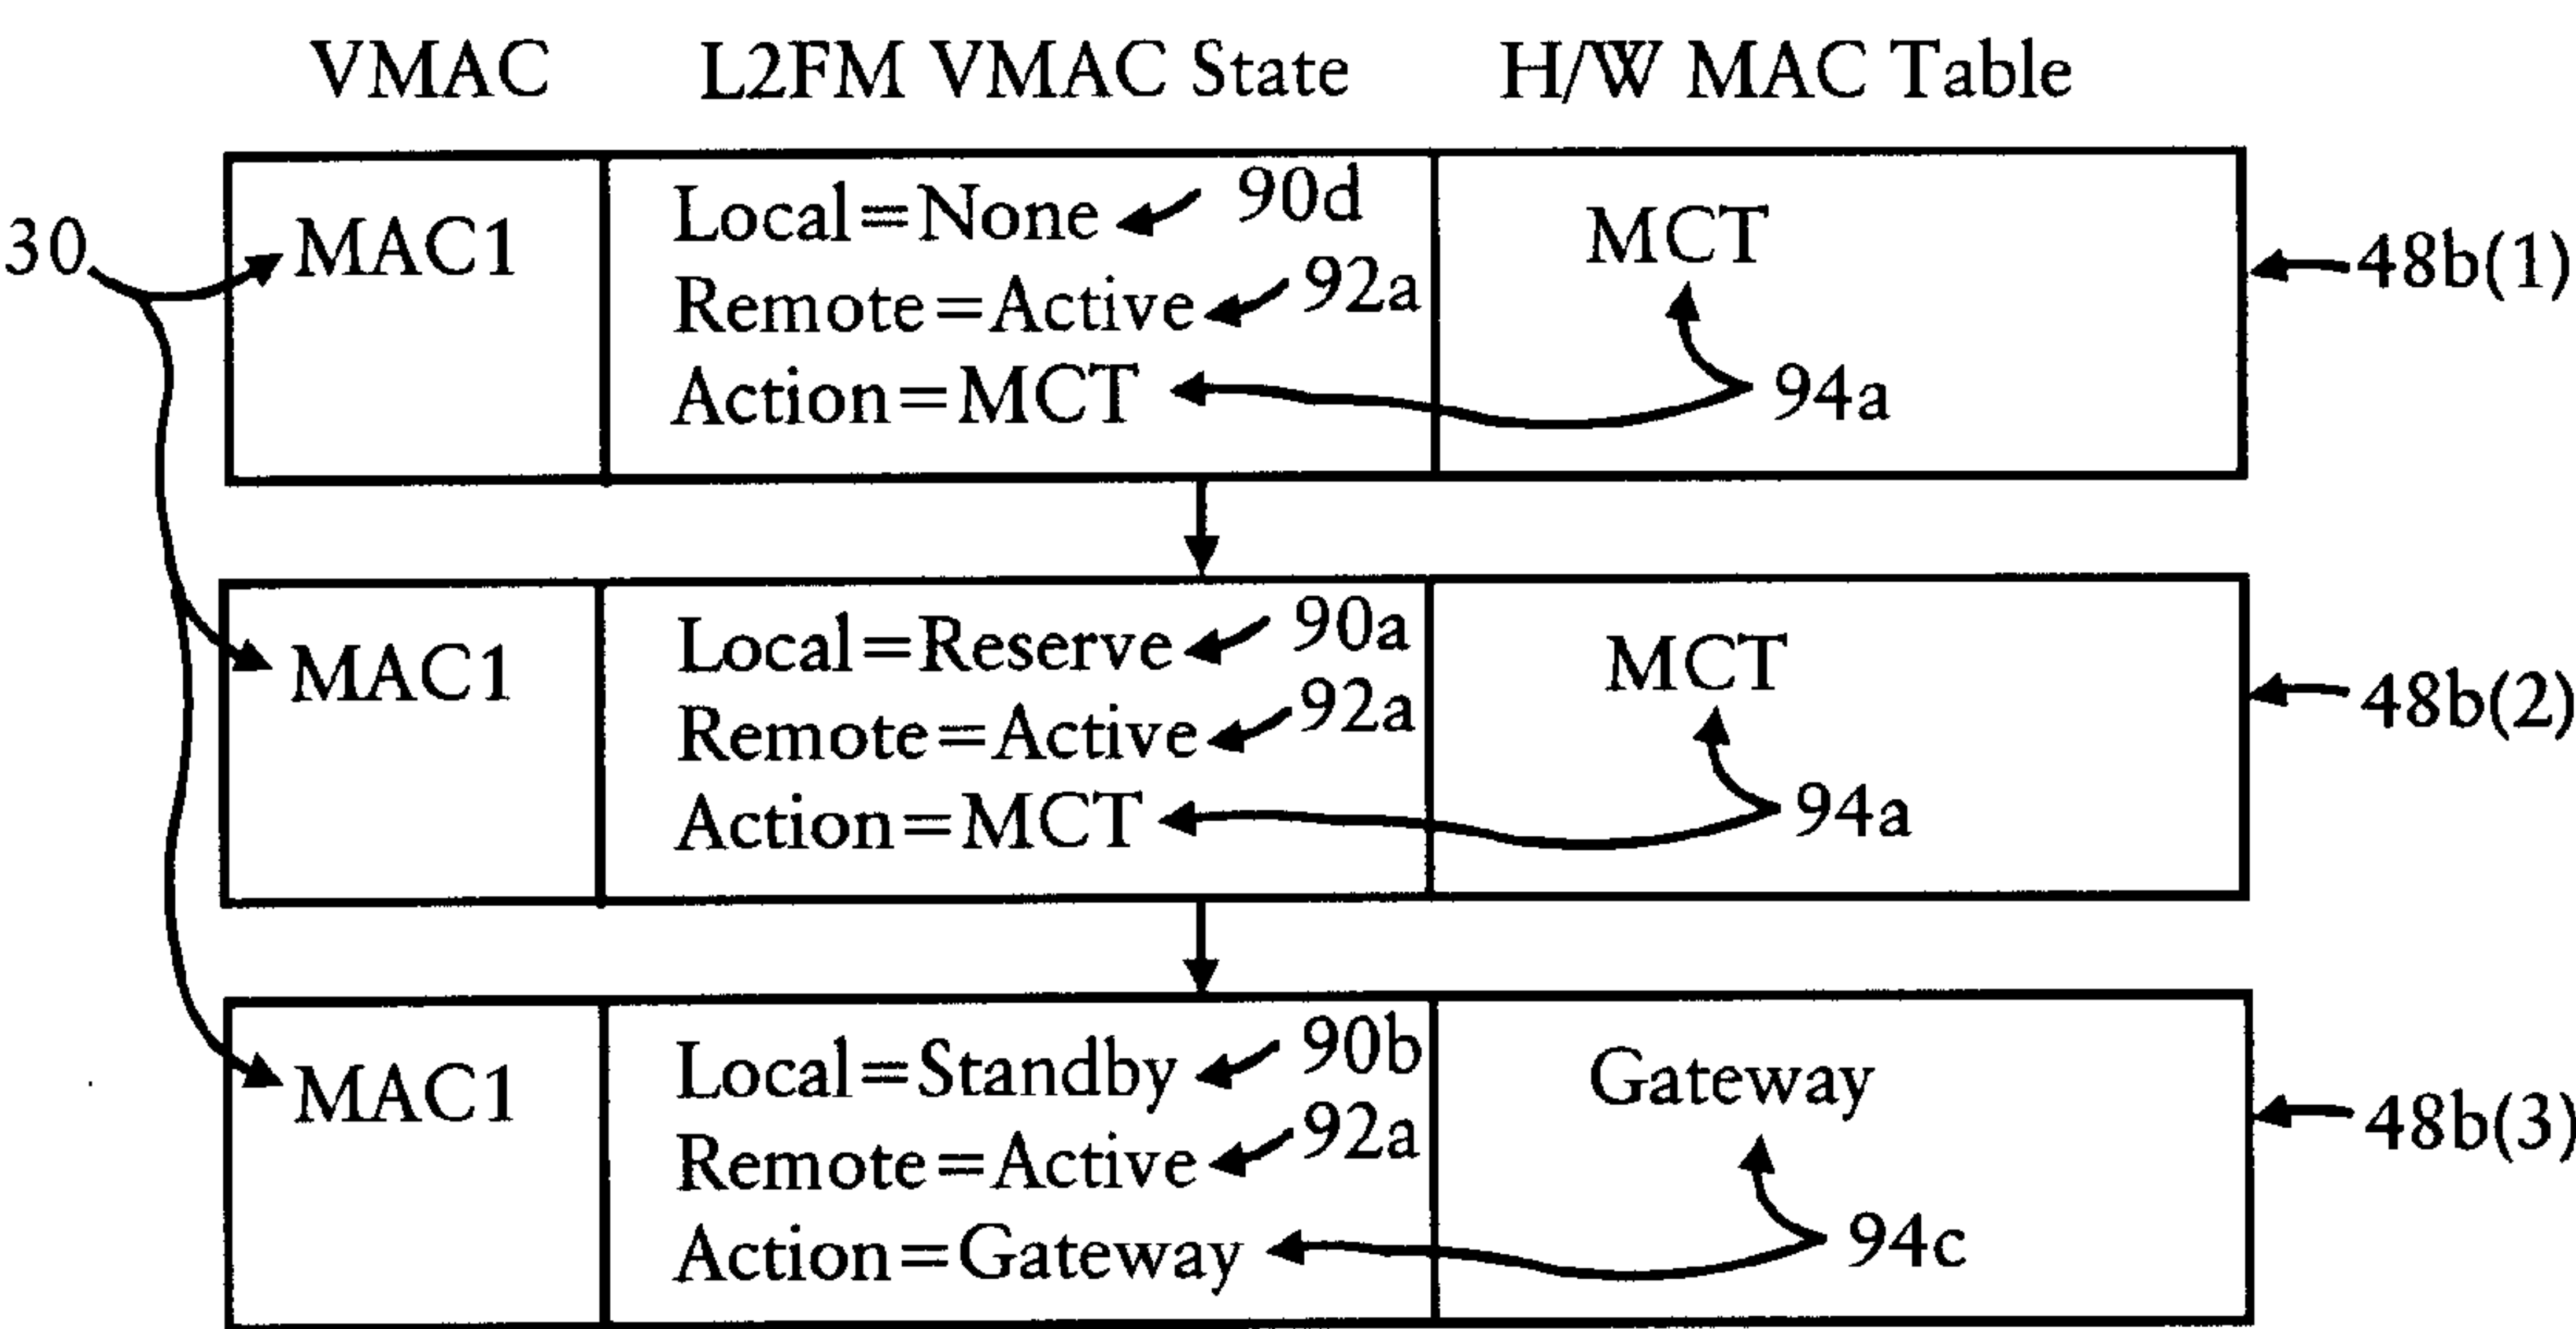 VMAC L2FM VMAC State H/W MAC Table
Local=None 90d
30 MAC1 MCT 48b(1)
Remote=Active 92a
Action=MCT 94a
Local=Reserve 90a
MAC1 MCT 48b(2)
Remote=Active 92a
Action=MCT 94a
Local=Standby 90b
MAC1 Gateway 48b(3)
Remote=Active 92a
Action=Gateway 94c